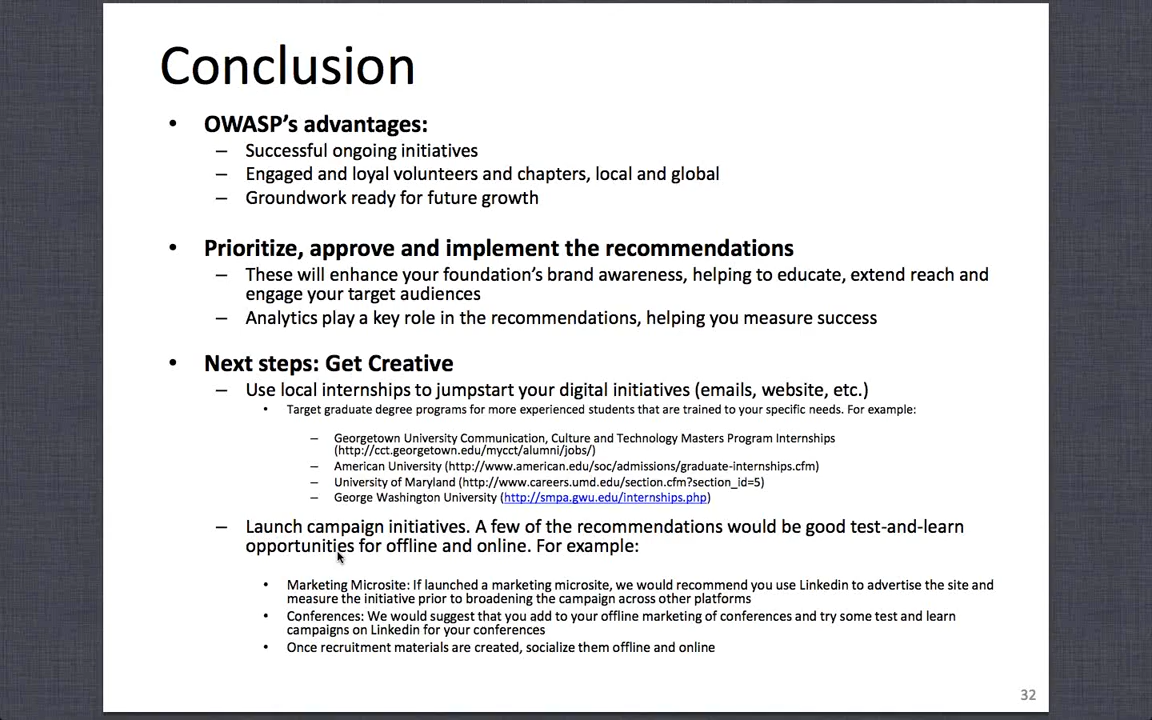 Conclusion
• OWASP's advantages:
– Successful ongoing initiatives
– Engaged and loyal volunteers and chapters, local and global
– Groundwork ready for future growth
• Prioritize, approve and implement the recommendations
– These will enhance your foundation's brand awareness, helping to educate, extend reach and
engage your target audiences
– Analytics play a key role in the recommendations, helping you measure success
• Next steps: Get Creative
– Use local internships to jumpstart your digital initiatives (emails, website, etc.)
• Target graduate degree programs for more experienced students that are trained to your specific needs. For example:
– Georgetown University Communication, Culture and Technology Masters Program Internships
(http://cct.georgetown.edu/mycct/alumni/jobs/)
– American University (http://www.american.edu/soc/admissions/graduate-internships.cfm)
– University of Maryland (http://www.careers.umd.edu/section.cfm?section_id=5)
– George Washington University (http://smpa.gwu.edu/internships.php)
– Launch campaign initiatives. A few of the recommendations would be good test-and-learn
opportunities for offline and online. For example:
• Marketing Microsite: If launched a marketing microsite, we would recommend you use Linkedin to advertise the site and
measure the initiative prior to broadening the campaign across other platforms
• Conferences: We would suggest that you add to your offline marketing of conferences and try some test and learn
campaigns on Linkedin for your conferences
• Once recruitment materials are created, socialize them offline and online
32